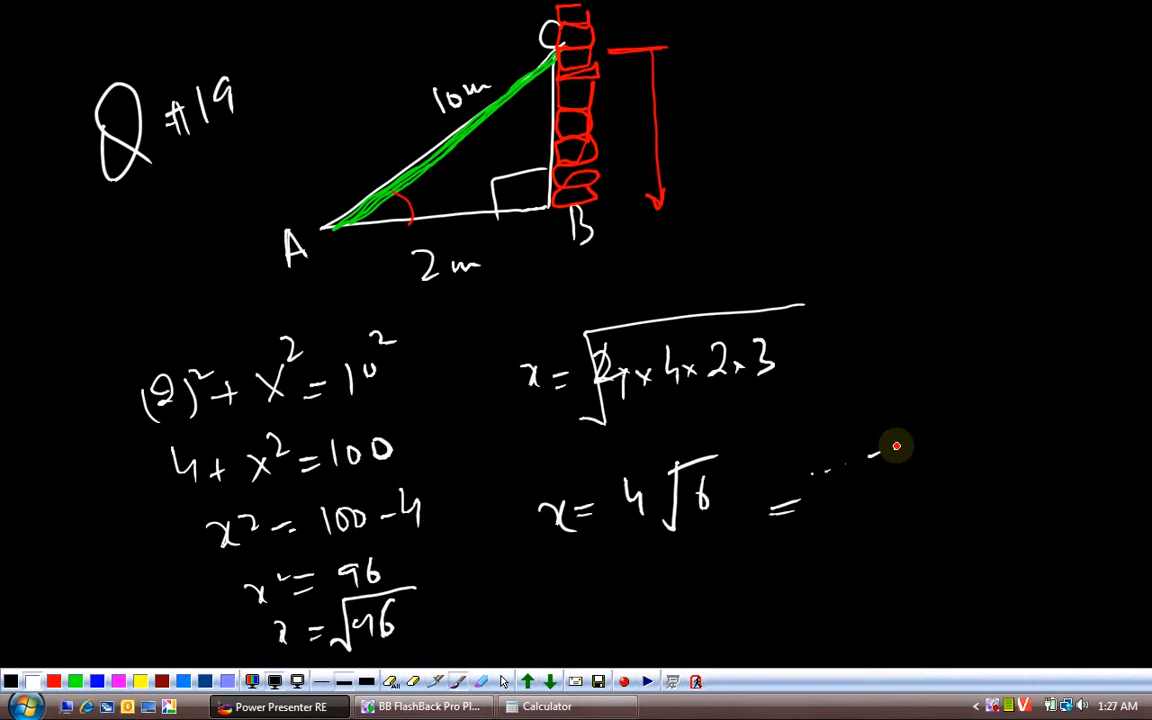 Q #19
C
10m
A
B
2m
(2)² + x² = 10²
4 + x² = 100
x² = 100 - 4
x² = 96
x = √96
x = √4 × 4 × 2 × 3
x = 4√6 = .....
All
Power Presenter RE
BB FlashBack Pro Pl...
Calculator
1:27 AM